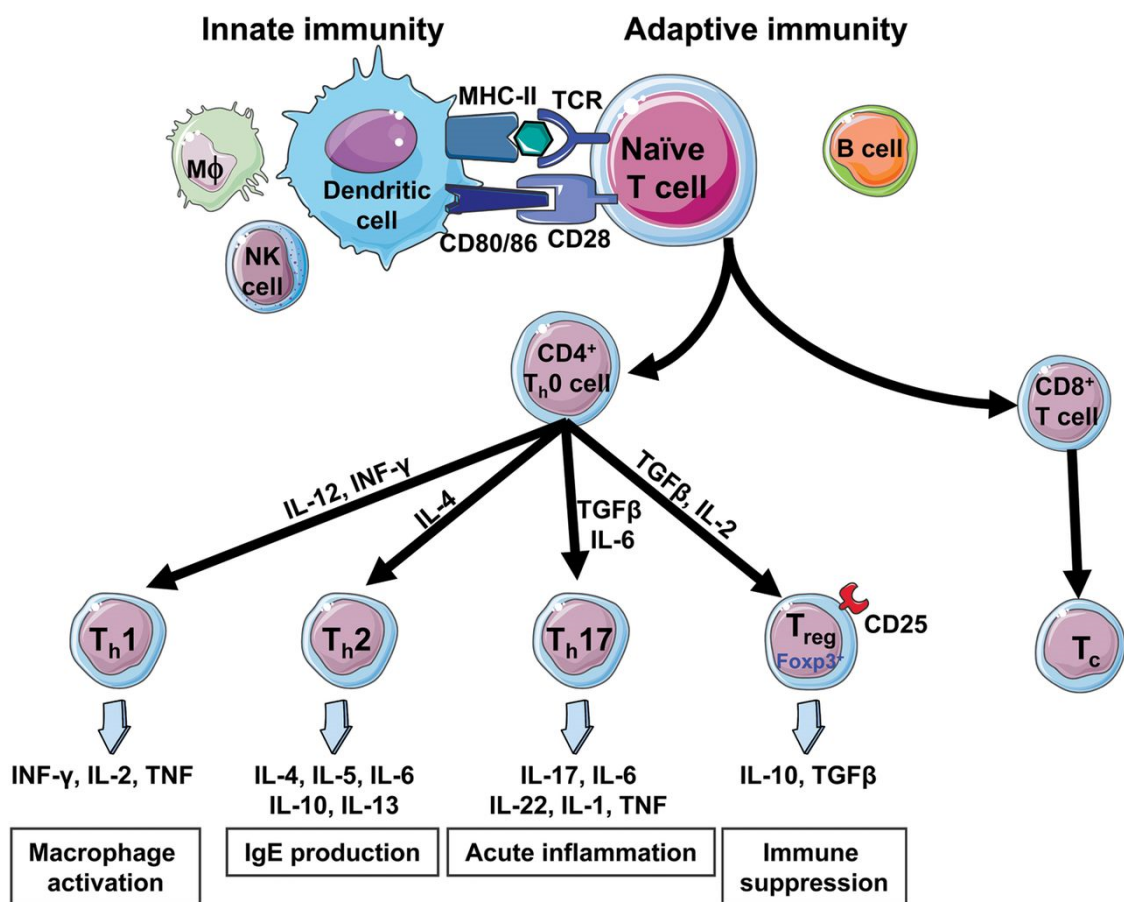 Innate immunity
Adaptive immunity
MHC-II
TCR
Mϕ
Dendritic
cell
Naïve
T cell
B cell
CD80/86
CD28
NK
cell
CD4⁺
Tₕ0 cell
CD8⁺
T cell
IL-12, INF-γ
IL-4
TGFβ
IL-6
TGFβ, IL-2
Tₕ1
Tₕ2
Tₕ17
T_reg
Foxp3⁺
CD25
T_c
INF-γ, IL-2, TNF
IL-4, IL-5, IL-6
IL-10, IL-13
IL-17, IL-6
IL-22, IL-1, TNF
IL-10, TGFβ
Macrophage
activation
IgE production
Acute inflammation
Immune
suppression